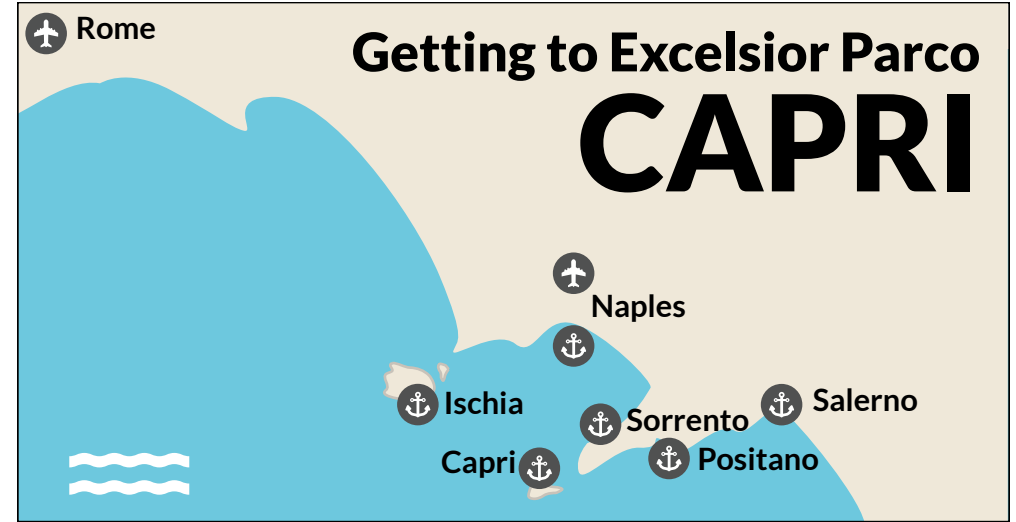 Rome
Getting to Excelsior Parco
CAPRI
Naples
Ischia
Salerno
Sorrento
Capri
Positano